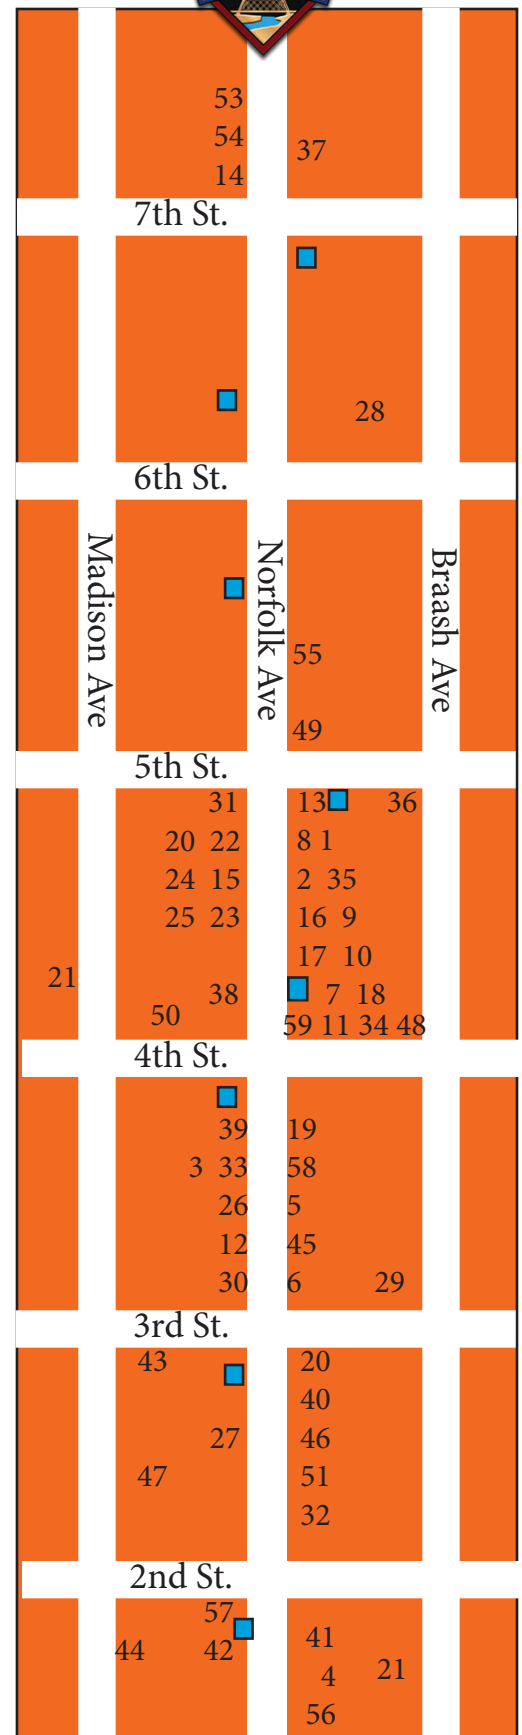 53
54
37
14
7th St.
28
6th St.
Madison Ave
Norfolk Ave
Braash Ave
55
49
5th St.
31 13 36
20 22 8 1
24 15 2 35
25 23 16 9
17 10
21
38 7 18
50
59 11 34 48
4th St.
39 19
3 33 58
26 5
12 45
30 6 29
3rd St.
43 20
40
27 46
47 51
32
2nd St.
57
44 42 41
4 21
56